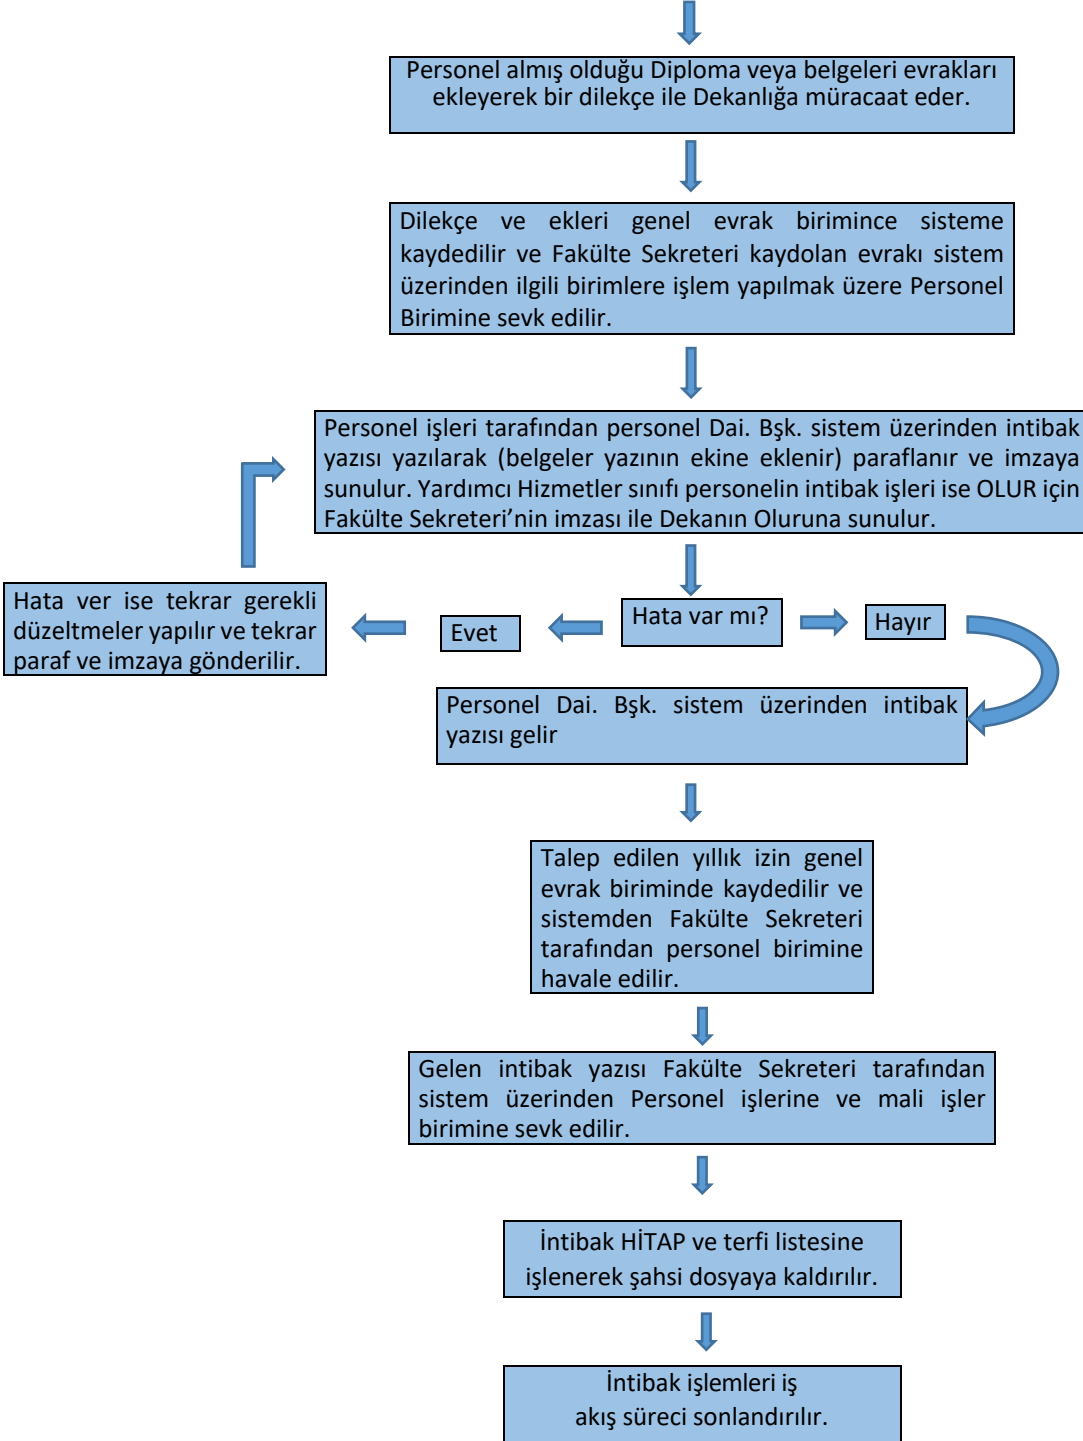 Personel almış olduğu Diploma veya belgeleri evrakları
ekleyerek bir dilekçe ile Dekanlığa müracaat eder.
Dilekçe ve ekleri genel evrak birimince sisteme
kaydedilir ve Fakülte Sekreteri kaydolan evrakı sistem
üzerinden ilgili birimlere işlem yapılmak üzere Personel
Birimine sevk edilir.
Personel işleri tarafından personel Dai. Bşk. sistem üzerinden intibak
yazısı yazılarak (belgeler yazının ekine eklenir) paraflanır ve imzaya
sunulur. Yardımcı Hizmetler sınıfı personelin intibak işleri ise OLUR için
Fakülte Sekreteri’nin imzası ile Dekanın Oluruna sunulur.
Hata var mı?
Evet
Hayır
Hata ver ise tekrar gerekli
düzeltmeler yapılır ve tekrar
paraf ve imzaya gönderilir.
Personel Dai. Bşk. sistem üzerinden intibak
yazısı gelir
Talep edilen yıllık izin genel
evrak biriminde kaydedilir ve
sistemden Fakülte Sekreteri
tarafından personel birimine
havale edilir.
Gelen intibak yazısı Fakülte Sekreteri tarafından
sistem üzerinden Personel işlerine ve mali işler
birimine sevk edilir.
İntibak HİTAP ve terfi listesine
işlenerek şahsi dosyaya kaldırılır.
İntibak işlemleri iş
akış süreci sonlandırılır.